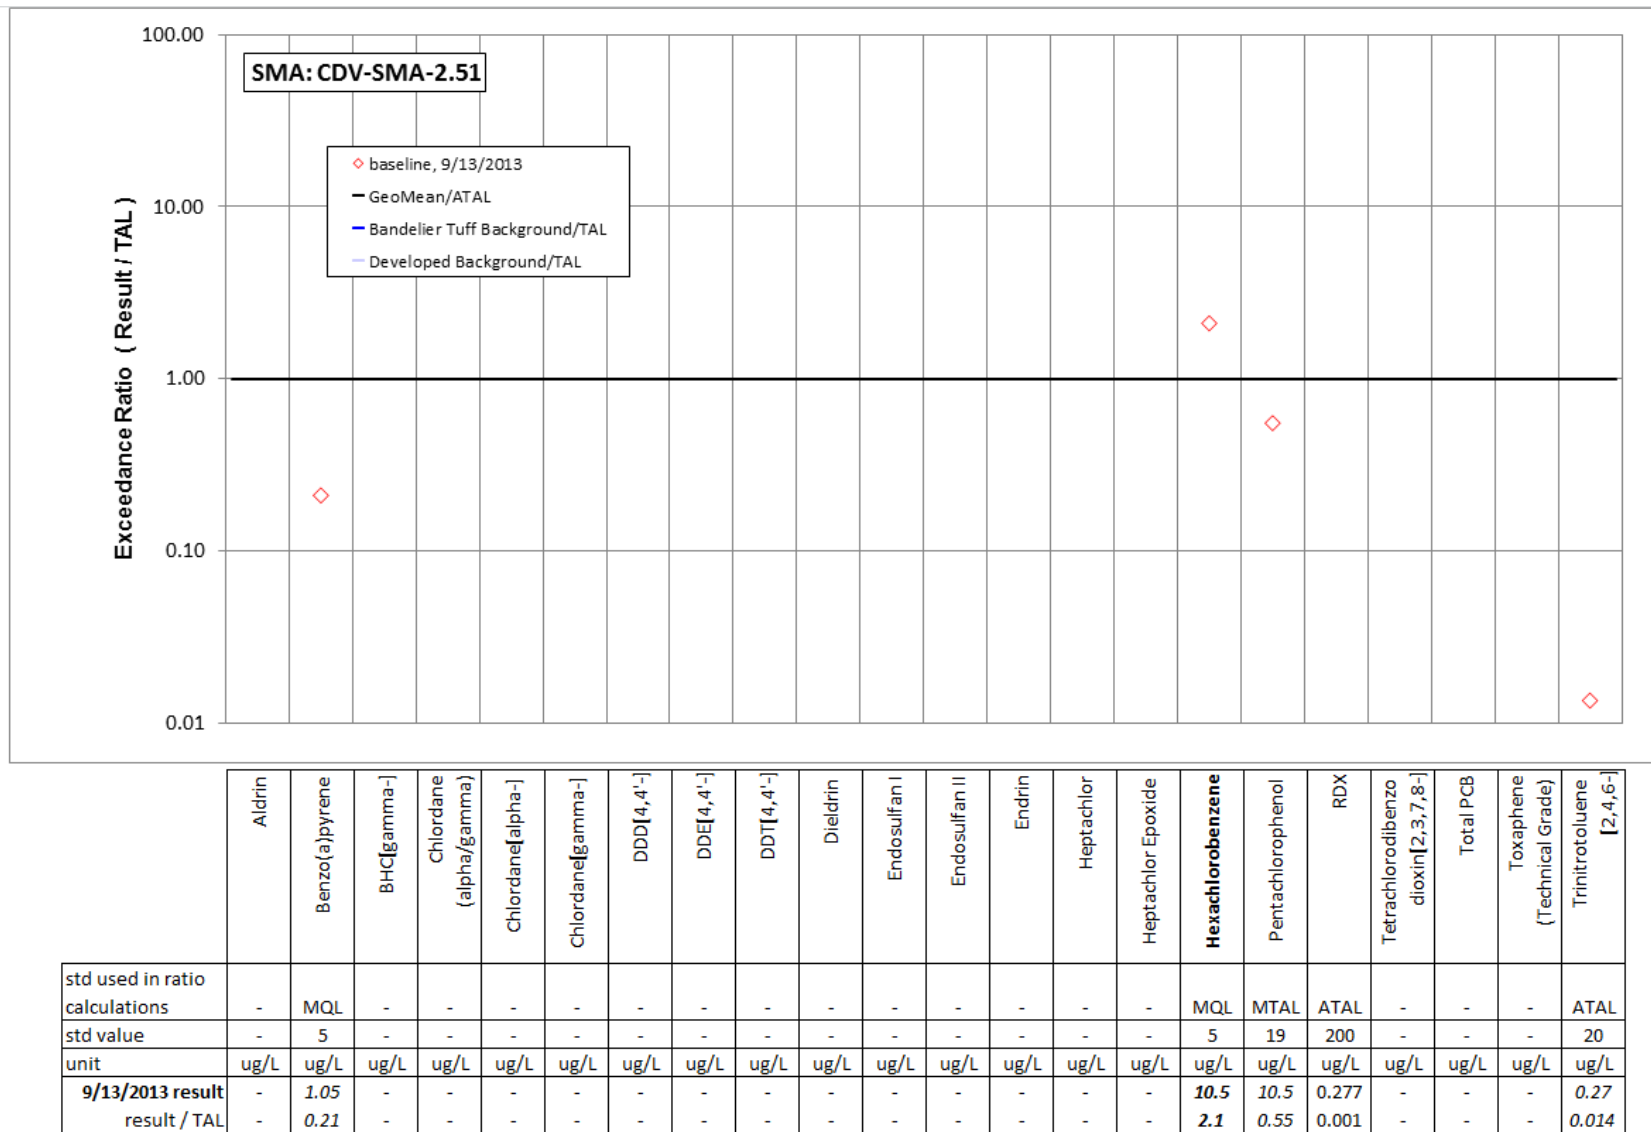 100.00
SMA: CDV-SMA-2.51
baseline, 9/13/2013
GeoMean/ATAL
Bandelier Tuff Background/TAL
Developed Background/TAL
10.00
1.00
0.10
0.01
Exceedance Ratio ( Result / TAL )
Aldrin
Benzo(a)pyrene
BHC[gamma-]
Chlordane
(alpha/gamma)
Chlordane[alpha-]
Chlordane[gamma-]
DDD[4,4'-]
DDE[4,4'-]
DDT[4,4'-]
Dieldrin
Endosulfan I
Endosulfan II
Endrin
Heptachlor
Heptachlor Epoxide
Hexachlorobenzene
Pentachlorophenol
RDX
Tetrachlorodibenzo
dioxin[2,3,7,8-]
Total PCB
Toxaphene
(Technical Grade)
Trinitrotoluene
[2,4,6-]
std used in ratio
calculations - MQL - - - - - - - - - - - - - MQL MTAL ATAL - - - ATAL
std value - 5 - - - - - - - - - - - - - 5 19 200 - - - 20
unit ug/L ug/L ug/L ug/L ug/L ug/L ug/L ug/L ug/L ug/L ug/L ug/L ug/L ug/L ug/L ug/L ug/L ug/L ug/L ug/L ug/L ug/L
9/13/2013 result - 1.05 - - - - - - - - - - - - - 10.5 10.5 0.277 - - - 0.27
result / TAL - 0.21 - - - - - - - - - - - - - 2.1 0.55 0.001 - - - 0.014